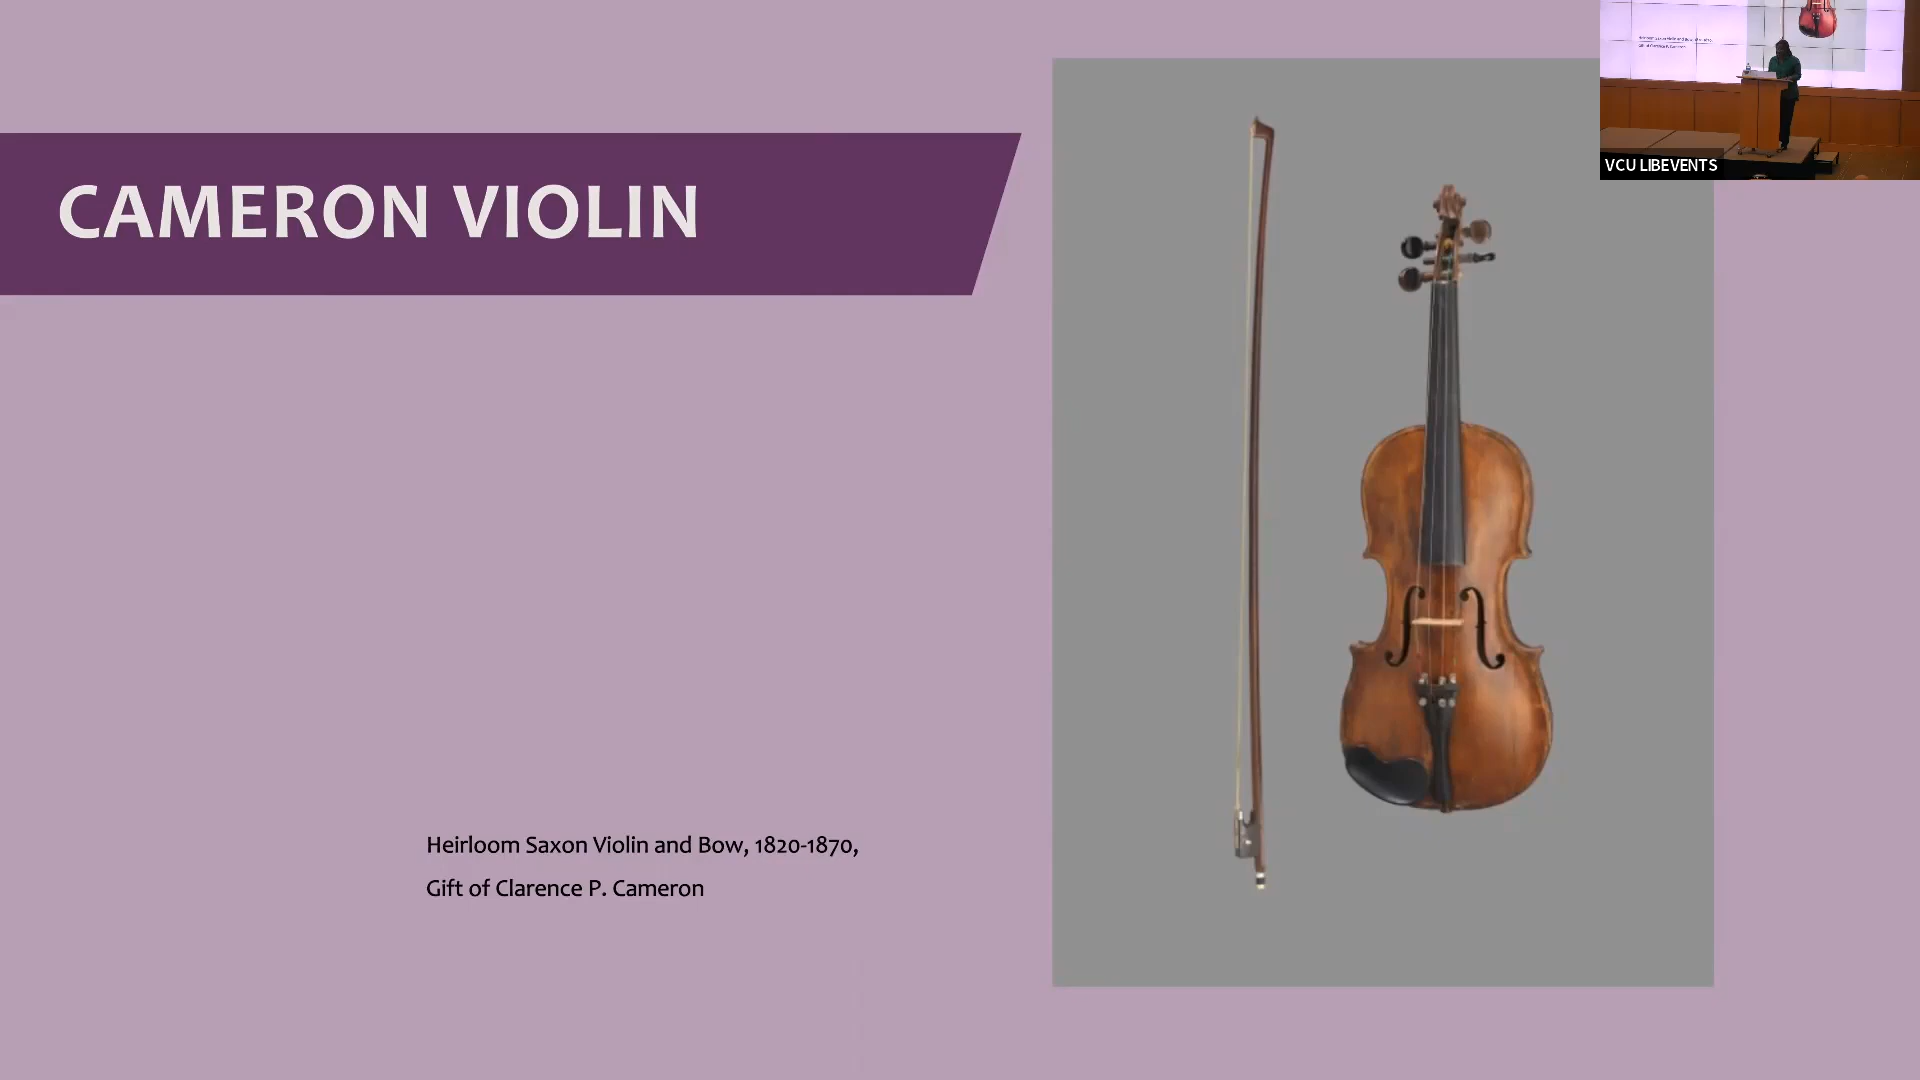 CAMERON VIOLIN
VCU LIBEVENTS
Heirloom Saxon Violin and Bow, 1820-1870,
Gift of Clarence P. Cameron